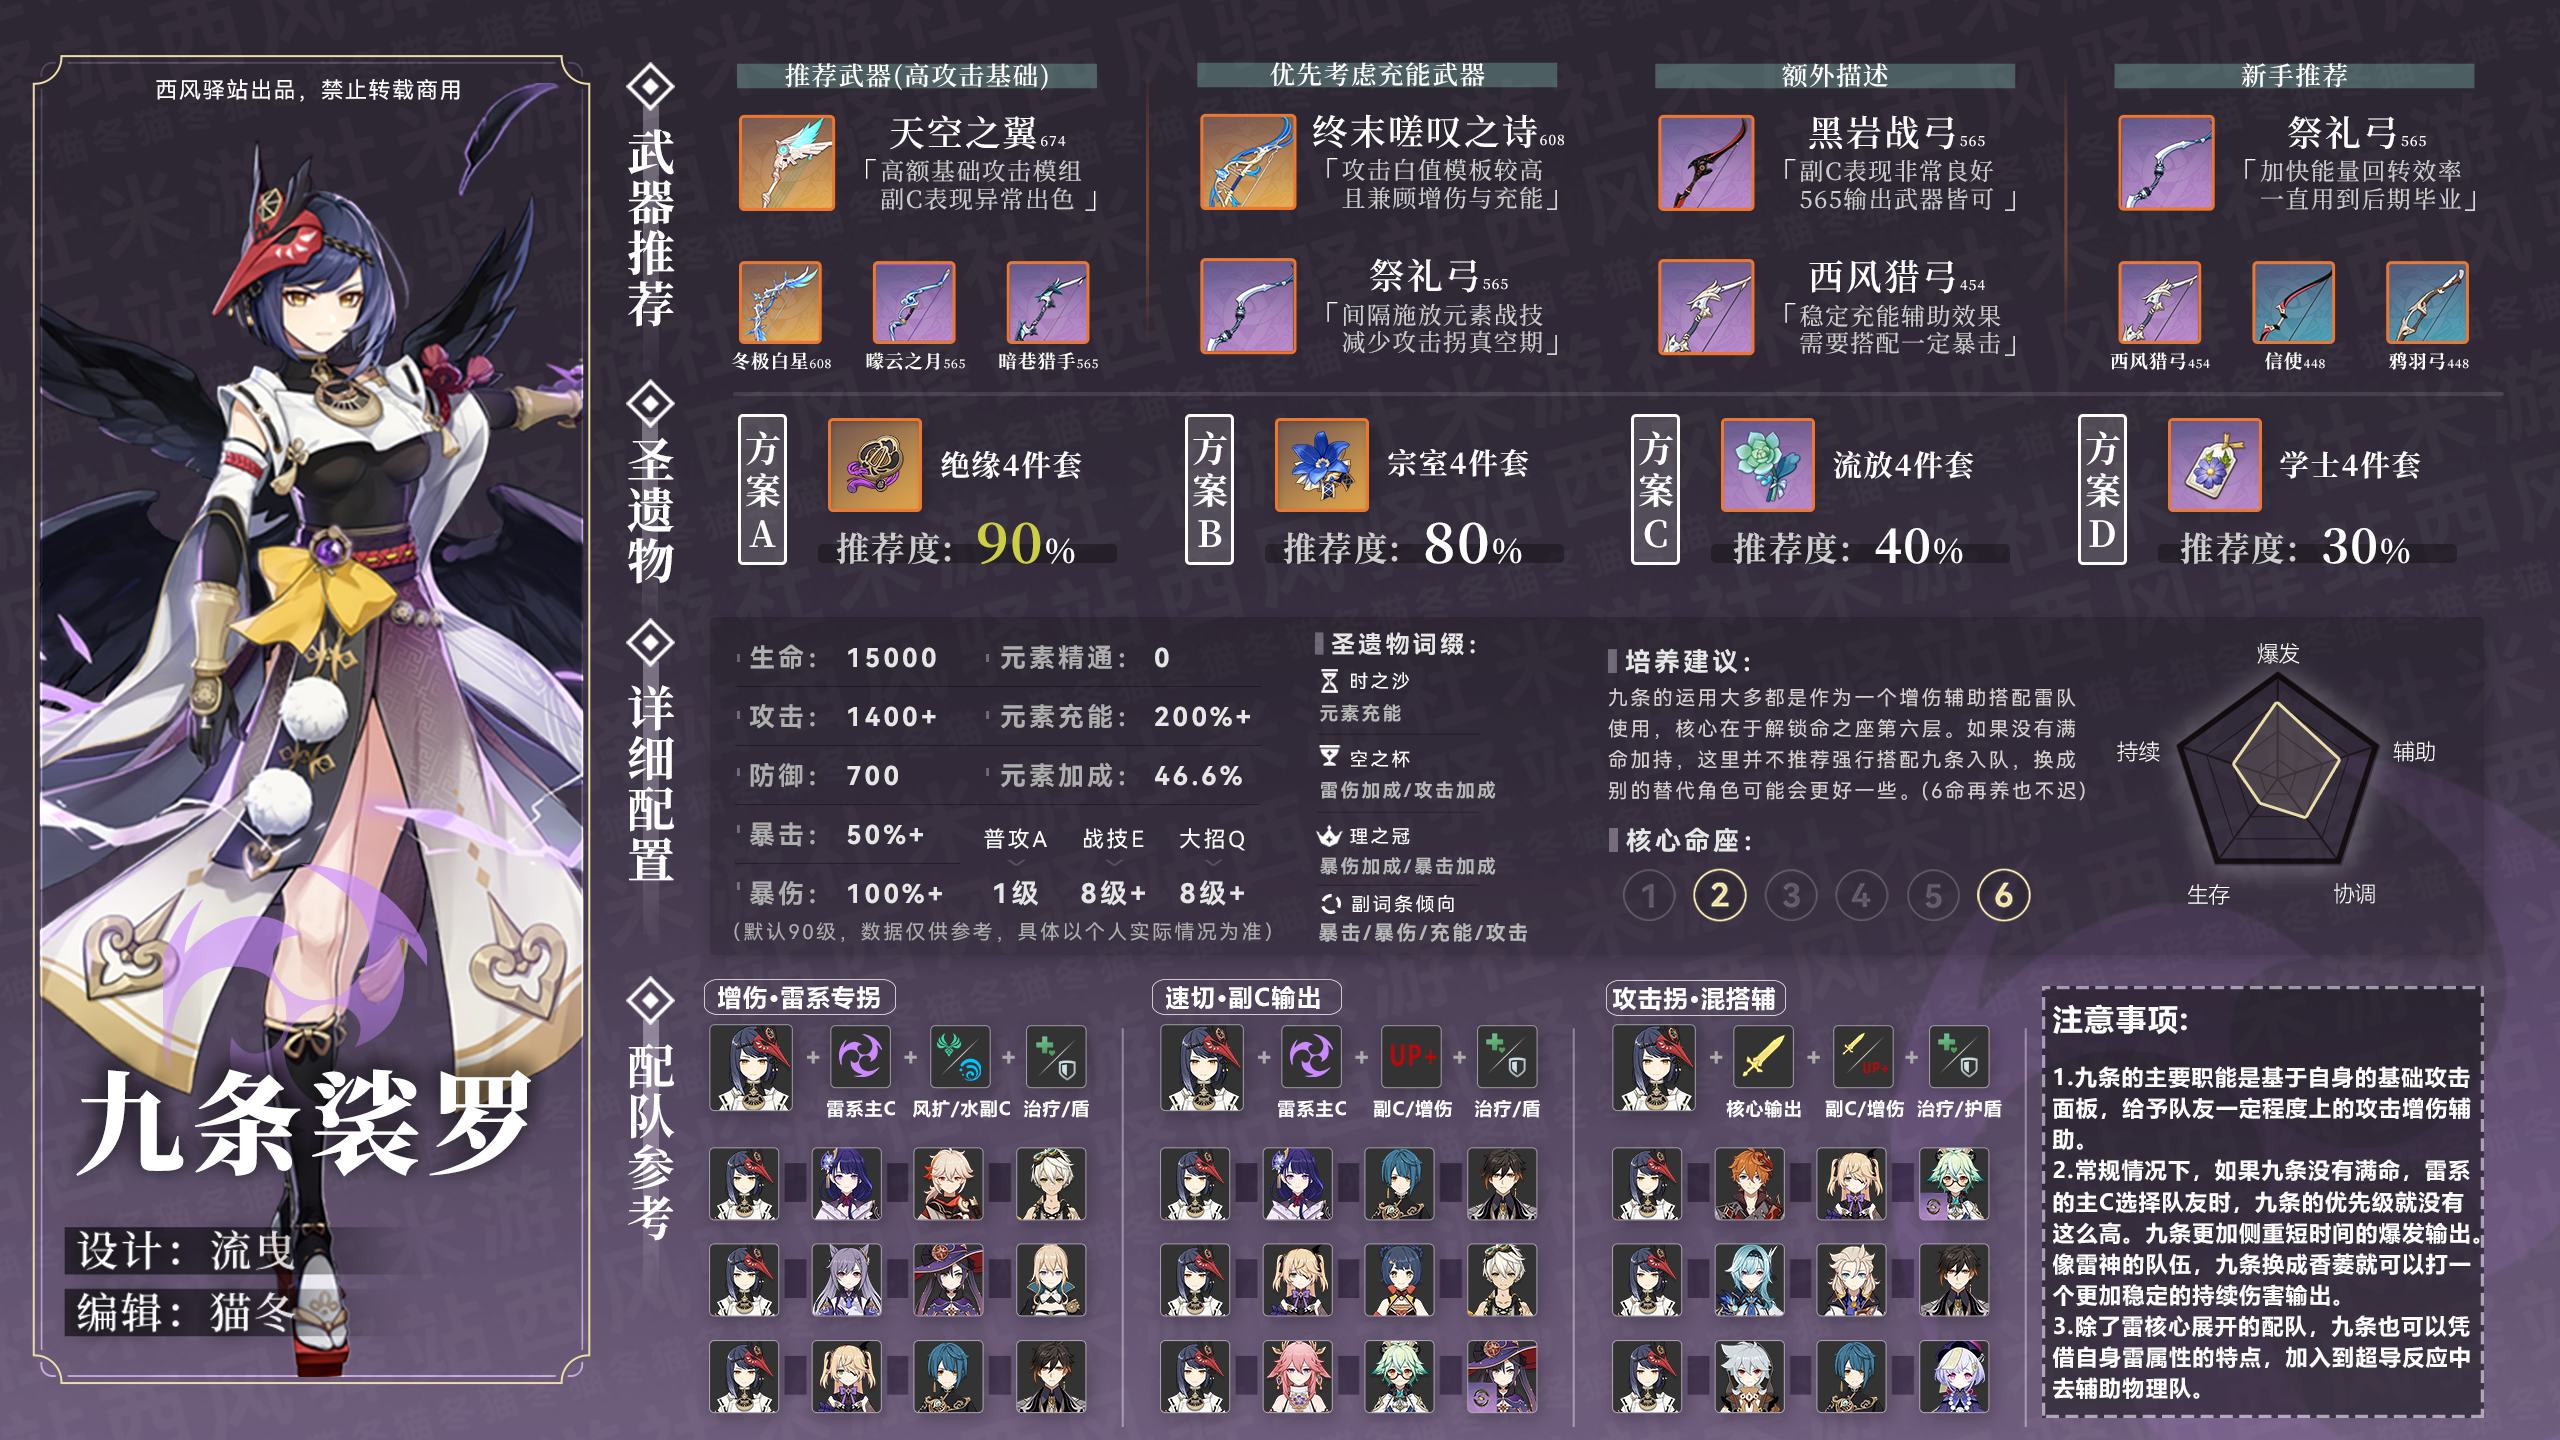 西风驿站出品，禁止转载商用
九条裟罗
设计：流曳
编辑：猫冬
武器推荐
推荐武器(高攻击基础)
天空之翼674
「高额基础攻击模组
副C表现异常出色」
冬极白星608
曚云之月565
暗巷猎手565
优先考虑充能武器
终末嗟叹之诗608
「攻击白值模板较高
且兼顾增伤与充能」
祭礼弓565
「间隔施放元素战技
减少攻击拐真空期」
额外描述
黑岩战弓565
「副C表现非常良好
565输出武器皆可」
西风猎弓454
「稳定充能辅助效果
需要搭配一定暴击」
新手推荐
祭礼弓565
「加快能量回转效率
一直用到后期毕业」
西风猎弓454
信使448
鸦羽弓448
圣遗物
方案A
绝缘4件套
推荐度：90%
方案B
宗室4件套
推荐度：80%
方案C
流放4件套
推荐度：40%
方案D
学士4件套
推荐度：30%
详细配置
生命：15000
元素精通：0
攻击：1400+
元素充能：200%+
防御：700
元素加成：46.6%
暴击：50%+
普攻A 战技E 大招Q
暴伤：100%+
1级 8级+ 8级+
(默认90级，数据仅供参考，具体以个人实际情况为准)
圣遗物词缀：
时之沙
元素充能
空之杯
雷伤加成/攻击加成
理之冠
暴伤加成/暴击加成
副词条倾向
暴击/暴伤/充能/攻击
培养建议：
九条的运用大多都是作为一个增伤辅助搭配雷队
使用，核心在于解锁命之座第六层。如果没有满
命加持，这里并不推荐强行搭配九条入队，换成
别的替代角色可能会更好一些。(6命再养也不迟)
核心命座：
1 2 3 4 5 6
爆发
持续
辅助
生存
协调
配队参考
增伤•雷系专拐
雷系主C
风扩/水副C
治疗/盾
速切•副C输出
UP+
雷系主C
副C/增伤
治疗/盾
攻击拐•混搭辅
UP+
核心输出
副C/增伤
治疗/护盾
注意事项:
1.九条的主要职能是基于自身的基础攻击
面板，给予队友一定程度上的攻击增伤辅
助。
2.常规情况下，如果九条没有满命，雷系
的主C选择队友时，九条的优先级就没有
这么高。九条更加侧重短时间的爆发输出。
像雷神的队伍，九条换成香菱就可以打一
个更加稳定的持续伤害输出。
3.除了雷核心展开的配队，九条也可以凭
借自身雷属性的特点，加入到超导反应中
去辅助物理队。